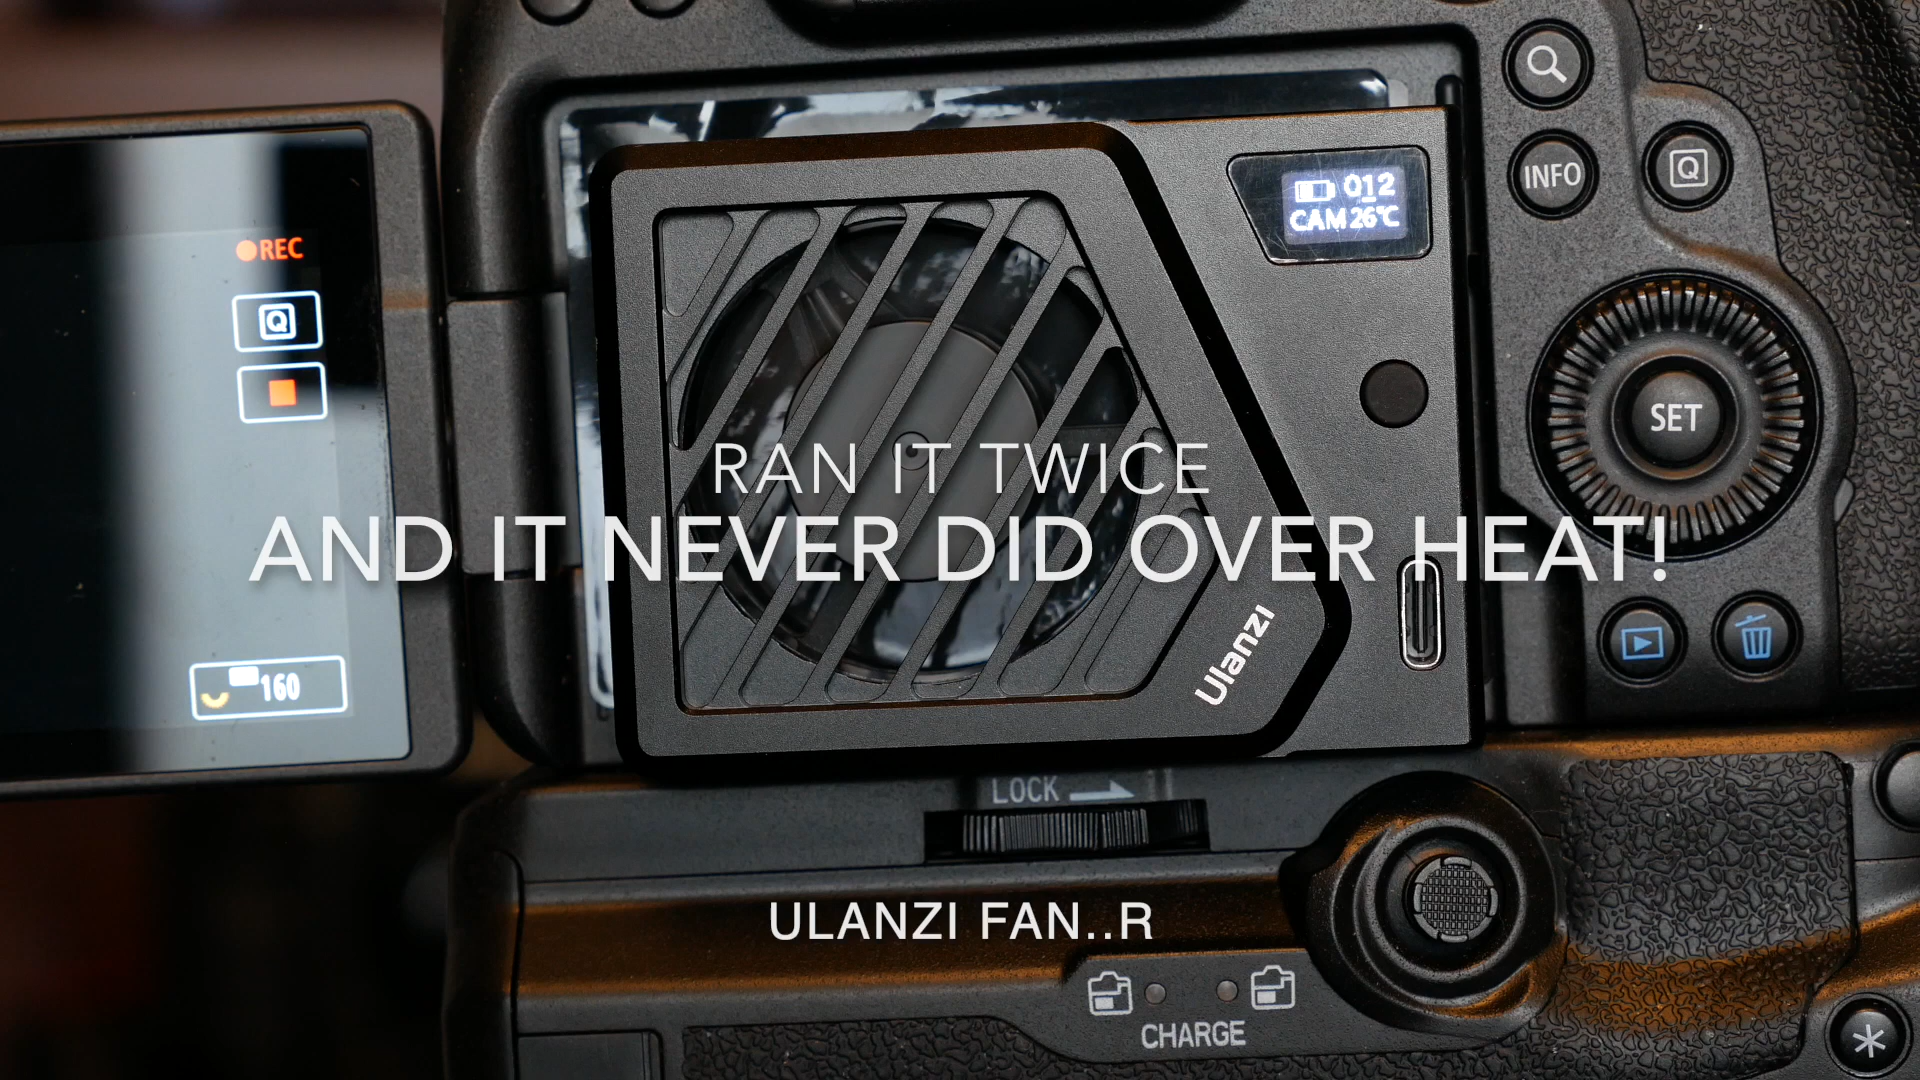 REC
Q
160
012
CAM 26°C
INFO
Q
SET
RAN IT TWICE
AND IT NEVER DID OVER HEAT!
Ulanzi
LOCK
ULANZI FAN..R
CHARGE